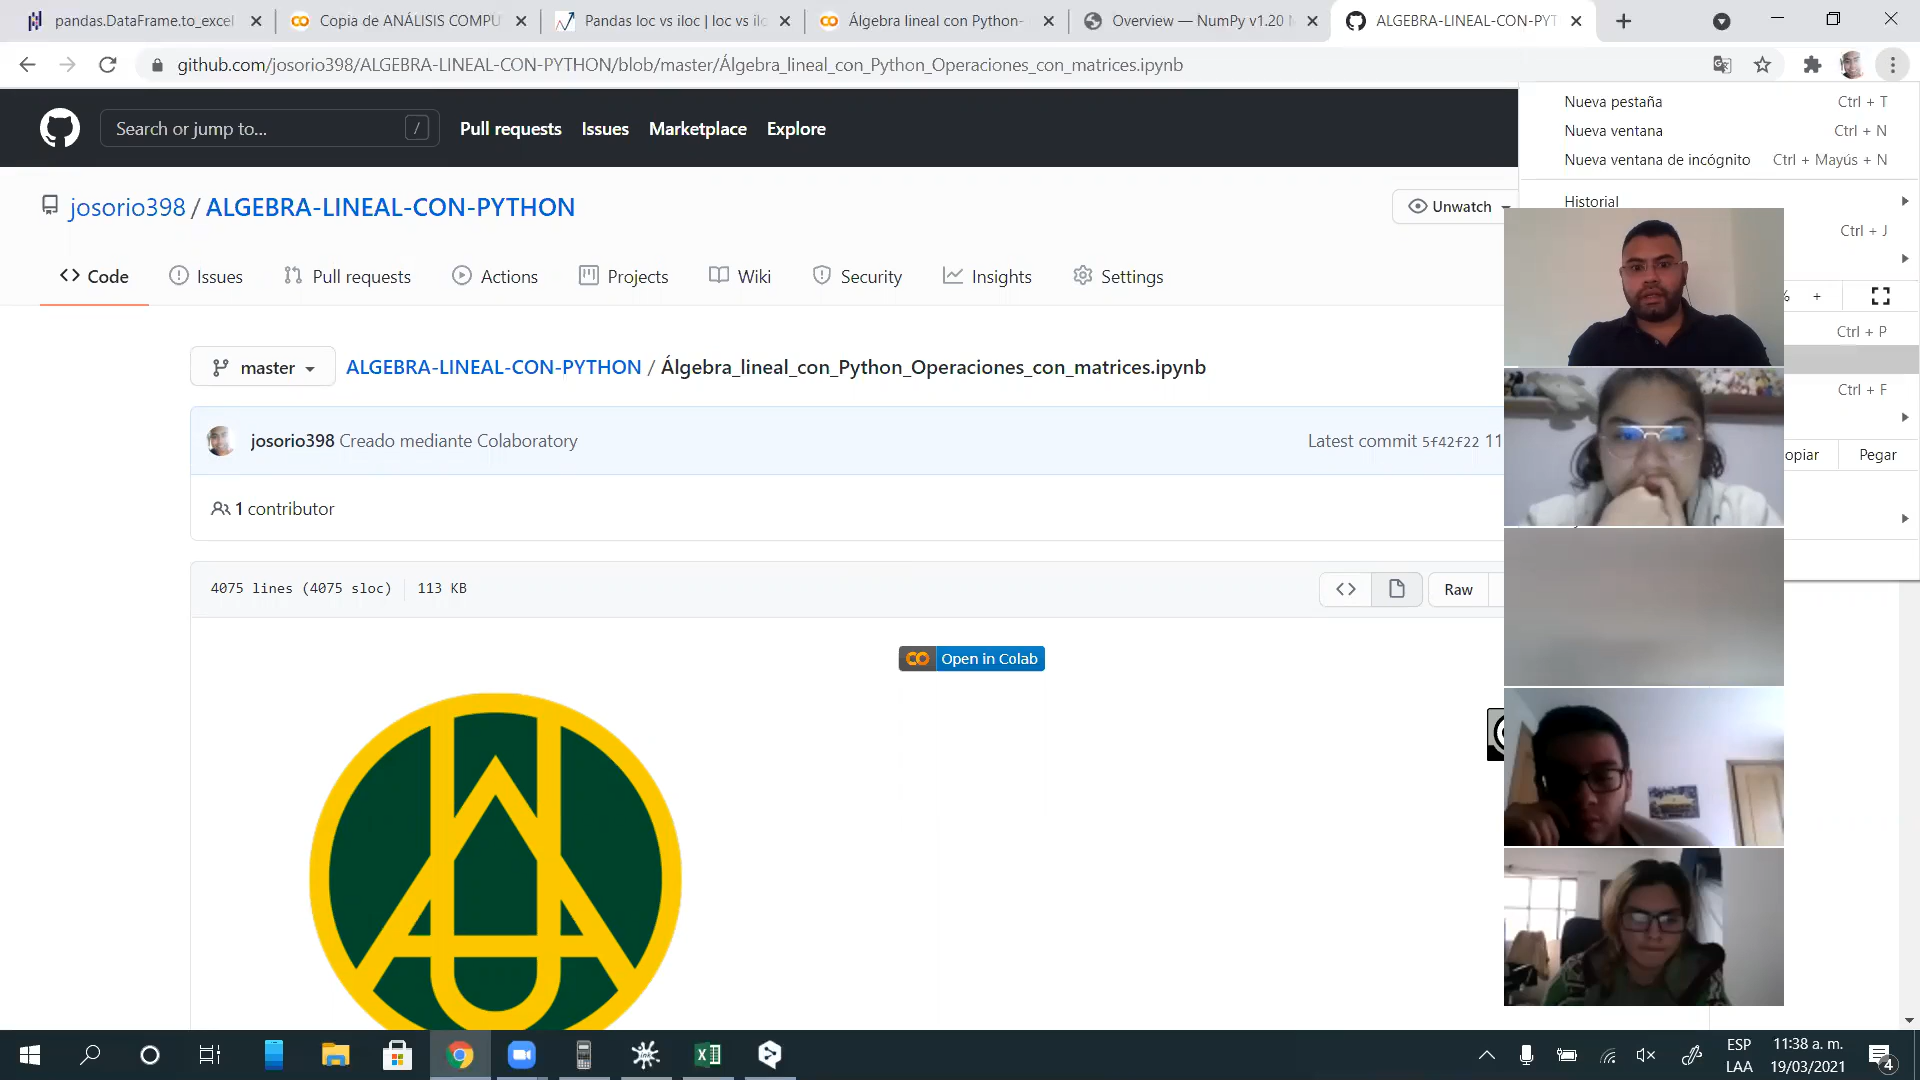 pandas.DataFrame.to_excel
Copia de ANÁLISIS COMPU
Pandas loc vs iloc | loc vs ilo
Álgebra lineal con Python-
Overview — NumPy v1.20 M
ALGEBRA-LINEAL-CON-PYT
github.com/josorio398/ALGEBRA-LINEAL-CON-PYTHON/blob/master/Álgebra_lineal_con_Python_Operaciones_con_matrices.ipynb
Search or jump to... /
Pull requests Issues Marketplace Explore
Nueva pestaña Ctrl + T
Nueva ventana Ctrl + N
Nueva ventana de incógnito Ctrl + Mayús + N
Historial
Ctrl + J
% +
Ctrl + P
Ctrl + F
opiar Pegar
josorio398 / ALGEBRA-LINEAL-CON-PYTHON
Unwatch
Code Issues Pull requests Actions Projects Wiki Security Insights Settings
master ALGEBRA-LINEAL-CON-PYTHON / Álgebra_lineal_con_Python_Operaciones_con_matrices.ipynb
josorio398 Creado mediante Colaboratory Latest commit 5f42f22 11
1 contributor
4075 lines (4075 sloc) 113 KB
Raw
Open in Colab
ESP
LAA
11:38 a. m.
19/03/2021
4